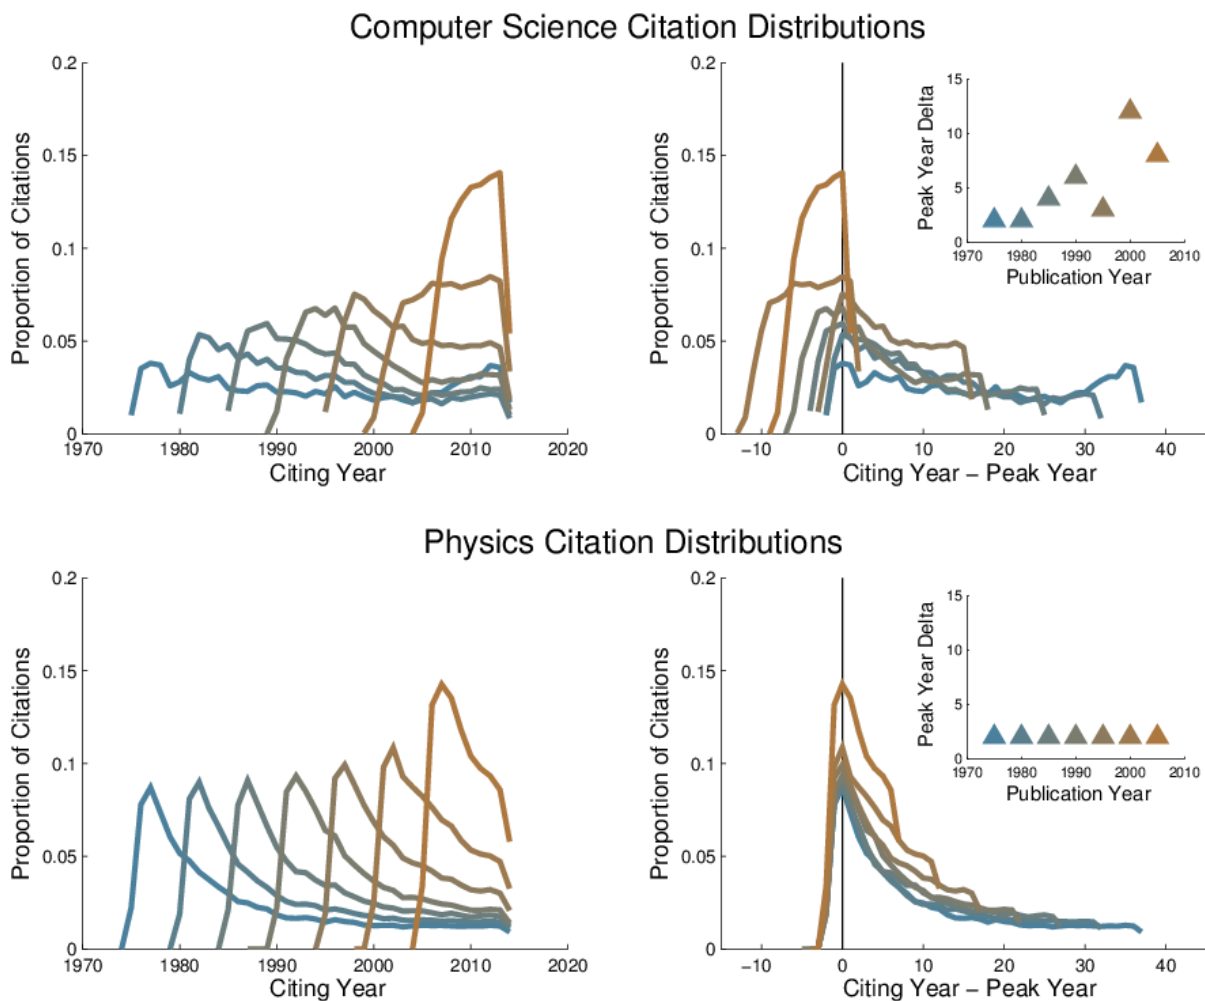 Computer Science Citation Distributions
0.2
0.15
0.1
0.05
0
Proportion of Citations
1970 1980 1990 2000 2010 2020
Citing Year
0.15
0.1
0.05
0
0.2
Proportion of Citations
−10 0 10 20 30 40
Citing Year − Peak Year
15
10
5
0
Peak Year Delta
1970 1980 1990 2000 2010
Publication Year
Physics Citation Distributions
0.2
0.15
0.1
0.05
0
Proportion of Citations
1970 1980 1990 2000 2010 2020
Citing Year
0.2
0.15
0.1
0.05
0
Proportion of Citations
−10 0 10 20 30 40
Citing Year − Peak Year
15
10
5
0
Peak Year Delta
1970 1980 1990 2000 2010
Publication Year